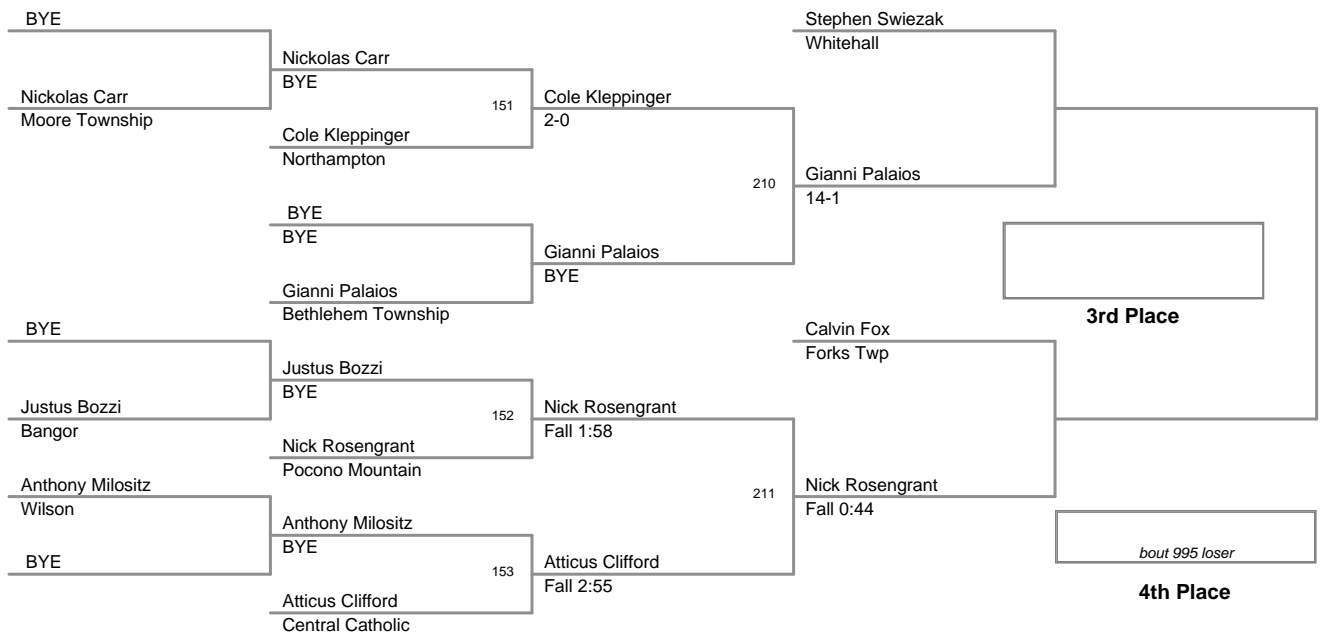 BYE
Stephen Swiezak
Whitehall
Nickolas Carr
BYE
Nickolas Carr
Moore Township
151
Cole Kleppinger
2-0
Cole Kleppinger
Northampton
210
Gianni Palaios
14-1
BYE
BYE
Gianni Palaios
BYE
Gianni Palaios
Bethlehem Township
3rd Place
BYE
Calvin Fox
Forks Twp
Justus Bozzi
BYE
Justus Bozzi
Bangor
152
Nick Rosengrant
Fall 1:58
Nick Rosengrant
Pocono Mountain
Anthony Milositz
Wilson
211
Nick Rosengrant
Fall 0:44
Anthony Milositz
BYE
BYE
153
Atticus Clifford
Fall 2:55
bout 995 loser
4th Place
Atticus Clifford
Central Catholic